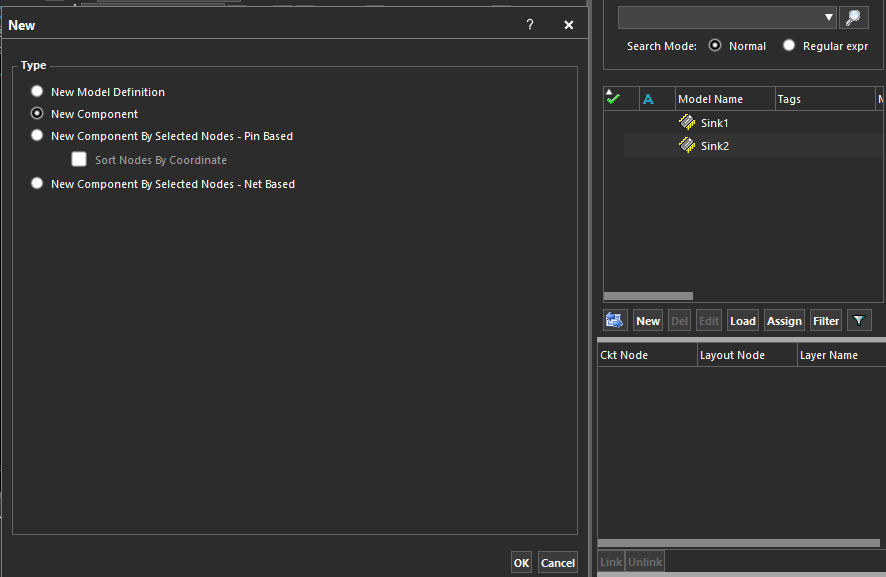 New
?
Type
New Model Definition
New Component
New Component By Selected Nodes - Pin Based
Sort Nodes By Coordinate
New Component By Selected Nodes - Net Based
OK Cancel
Search Mode: Normal Regular expr
A Model Name Tags
Sink1
Sink2
New Del Edit Load Assign Filter
Ckt Node Layout Node Layer Name
Link Unlink